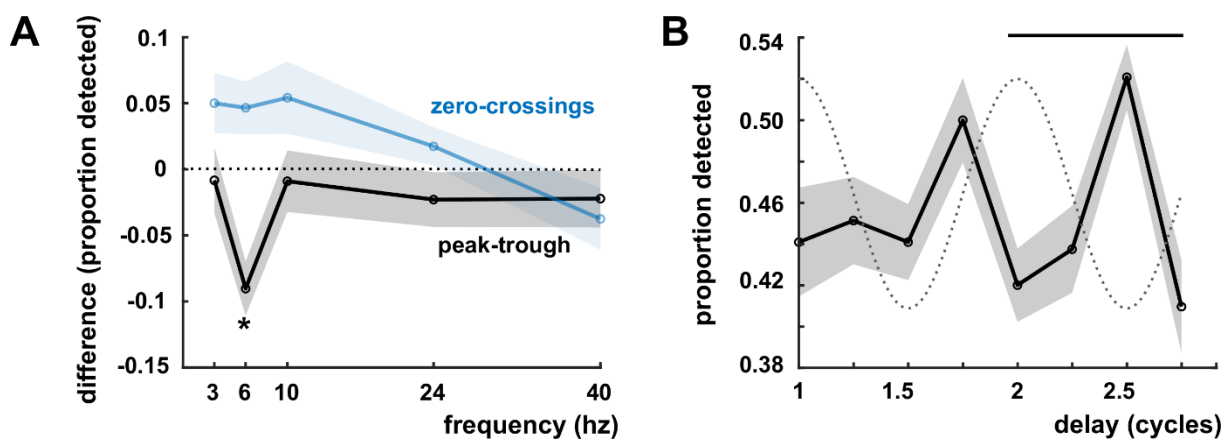 A
difference (proportion detected)
0.1
0.05
0
-0.05
-0.1
-0.15
zero-crossings
peak-trough
*
3 6 10 24 40
frequency (hz)
B
proportion detected
0.54
0.50
0.46
0.42
0.38
1 1.5 2 2.5
delay (cycles)